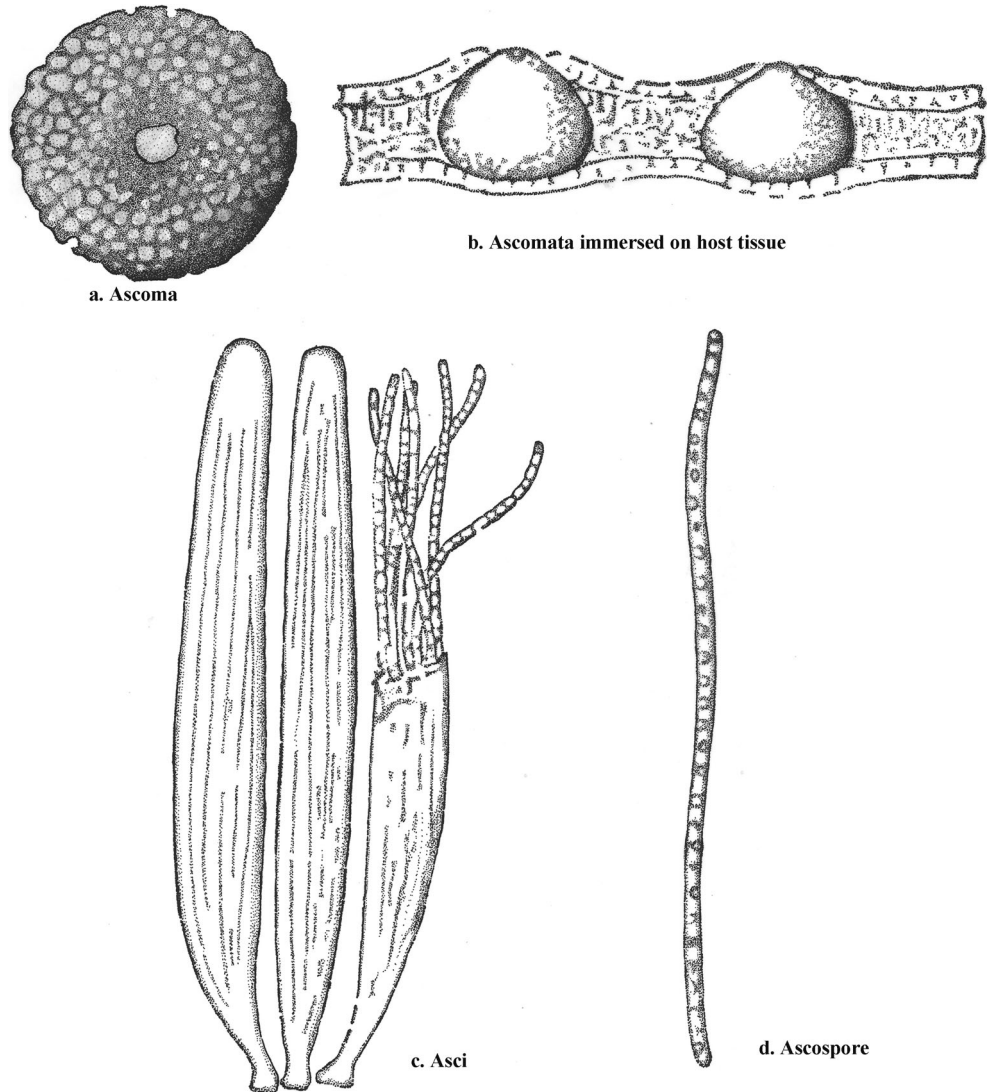 a. Ascoma
b. Ascomata immersed on host tissue
c. Asci
d. Ascospore